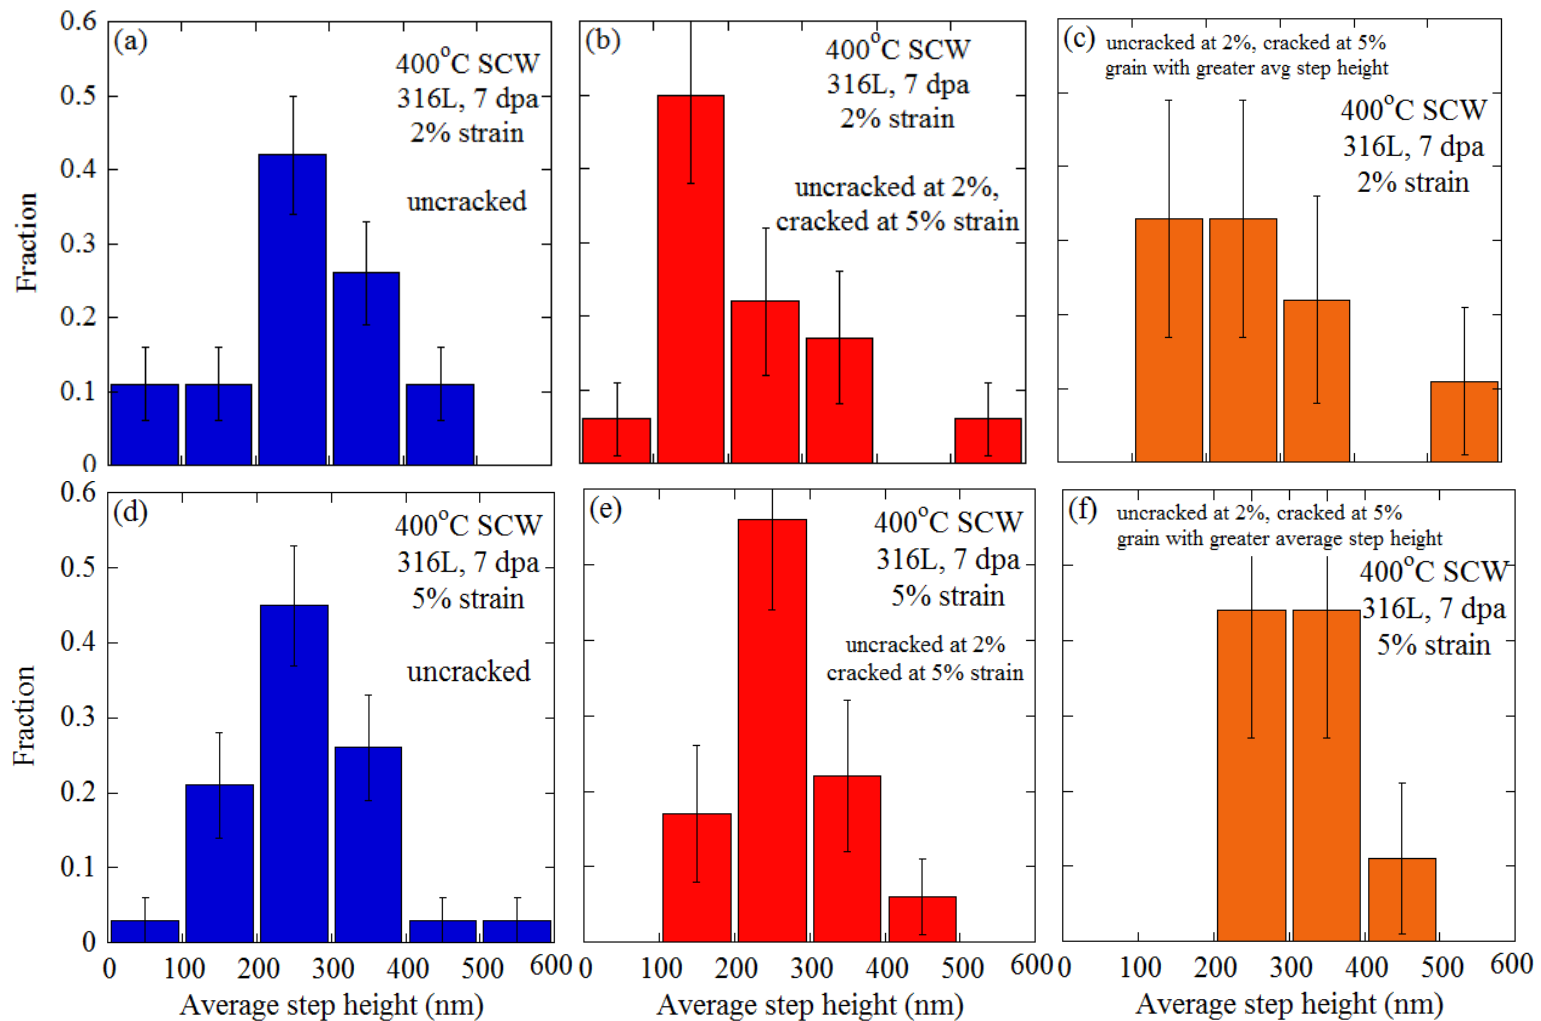 0.6
0.5
0.4
0.3
0.2
0.1
0
Fraction
(a)
400°C SCW
316L, 7 dpa
2% strain
uncracked
(b)
400°C SCW
316L, 7 dpa
2% strain
uncracked at 2%,
cracked at 5% strain
(c)
uncracked at 2%, cracked at 5%
grain with greater avg step height
400°C SCW
316L, 7 dpa
2% strain
0.6
0.5
0.4
0.3
0.2
0.1
0
Fraction
(d)
400°C SCW
316L, 7 dpa
5% strain
uncracked
0 100 200 300 400 500 600
Average step height (nm)
(e)
400°C SCW
316L, 7 dpa
5% strain
uncracked at 2%
cracked at 5% strain
0 100 200 300 400 500 600
Average step height (nm)
(f)
uncracked at 2%, cracked at 5%
grain with greater average step height
400°C SCW
316L, 7 dpa
5% strain
0 100 200 300 400 500 600
Average step height (nm)